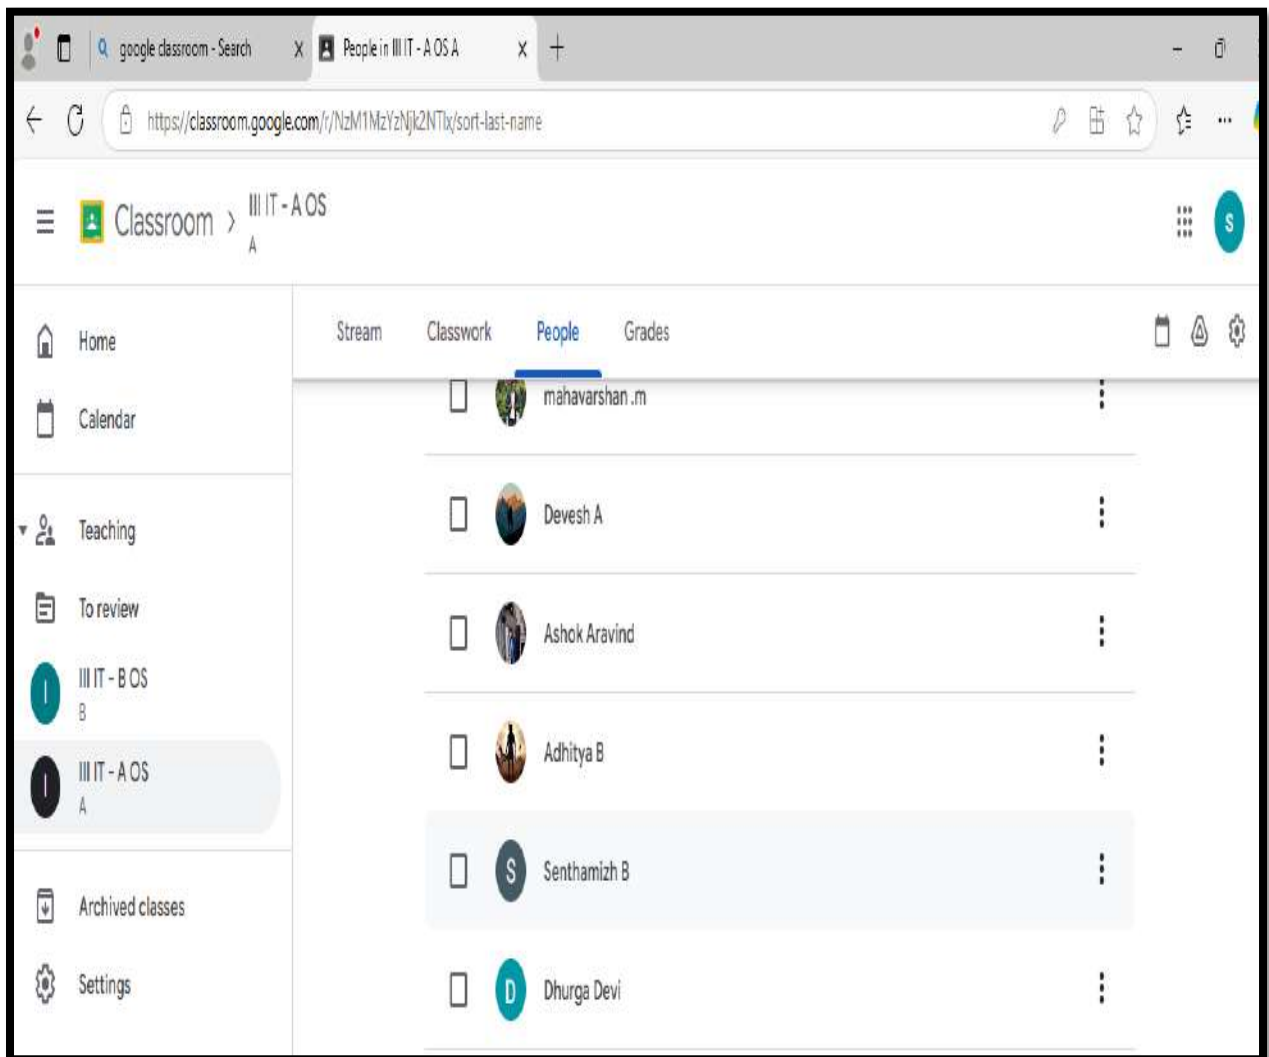 google classroom - Search
People in III IT - A OS A
https://classroom.google.com/r/NzM1MzYzNjk2NTIx/sort-last-name
Classroom > III IT - A OS
A
S
Home
Calendar
Teaching
To review
I III IT - B OS
B
I III IT - A OS
A
Archived classes
Settings
Stream Classwork People Grades
mahavarshan .m
Devesh A
Ashok Aravind
Adhitya B
S Senthamizh B
D Dhurga Devi